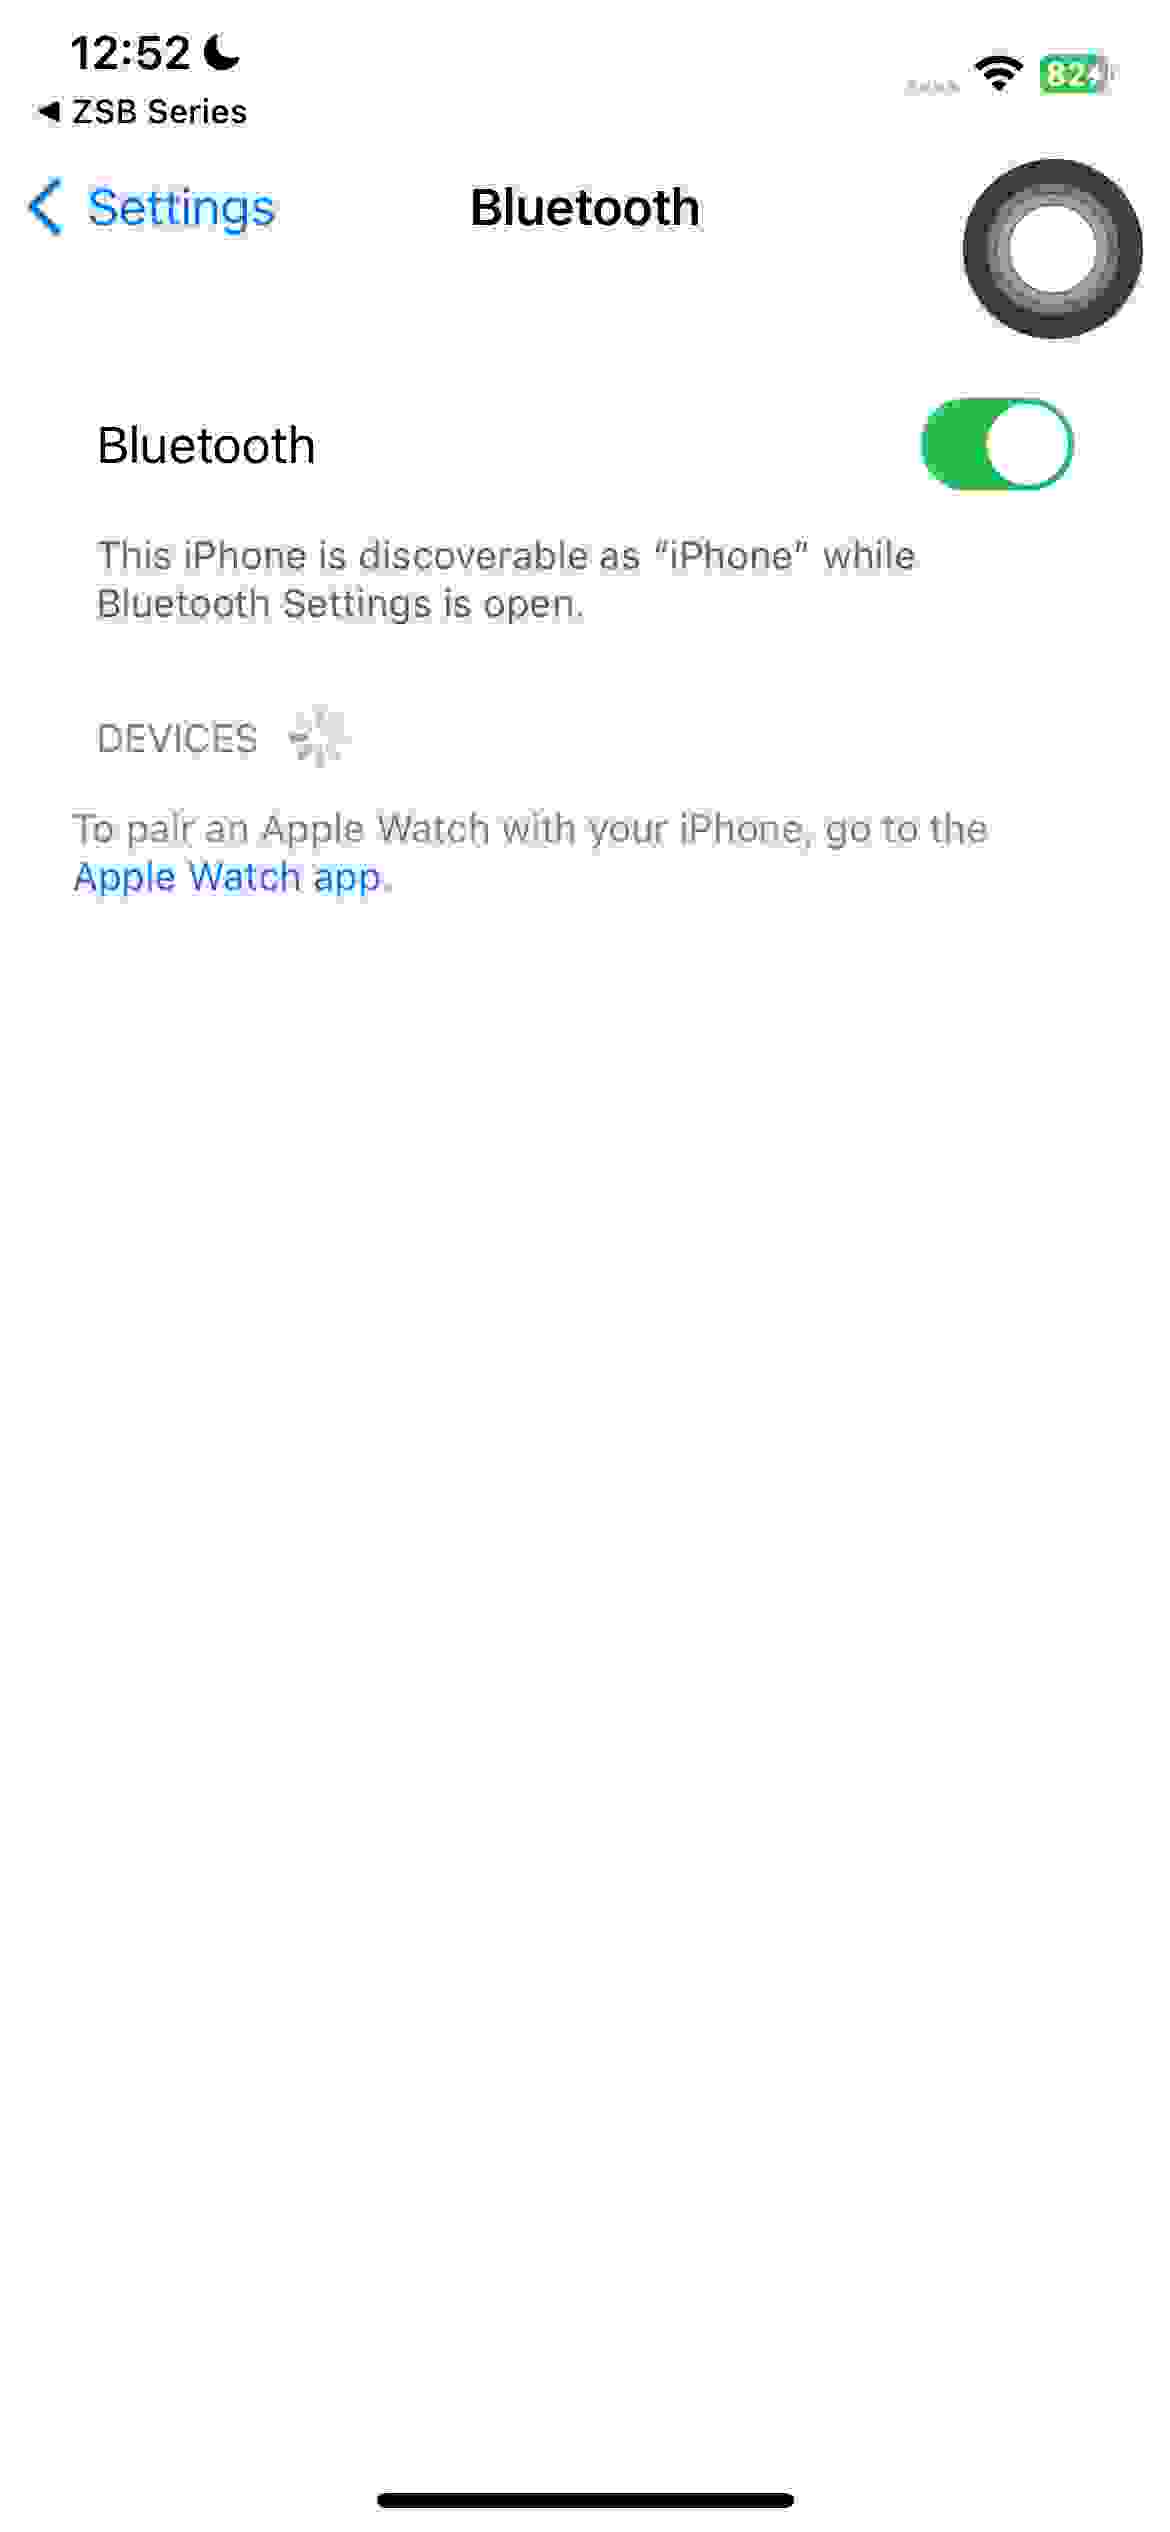 12:52
◀ ZSB Series
82
Settings
Bluetooth
Bluetooth
This iPhone is discoverable as “iPhone” while
Bluetooth Settings is open.
DEVICES
To pair an Apple Watch with your iPhone, go to the
Apple Watch app.